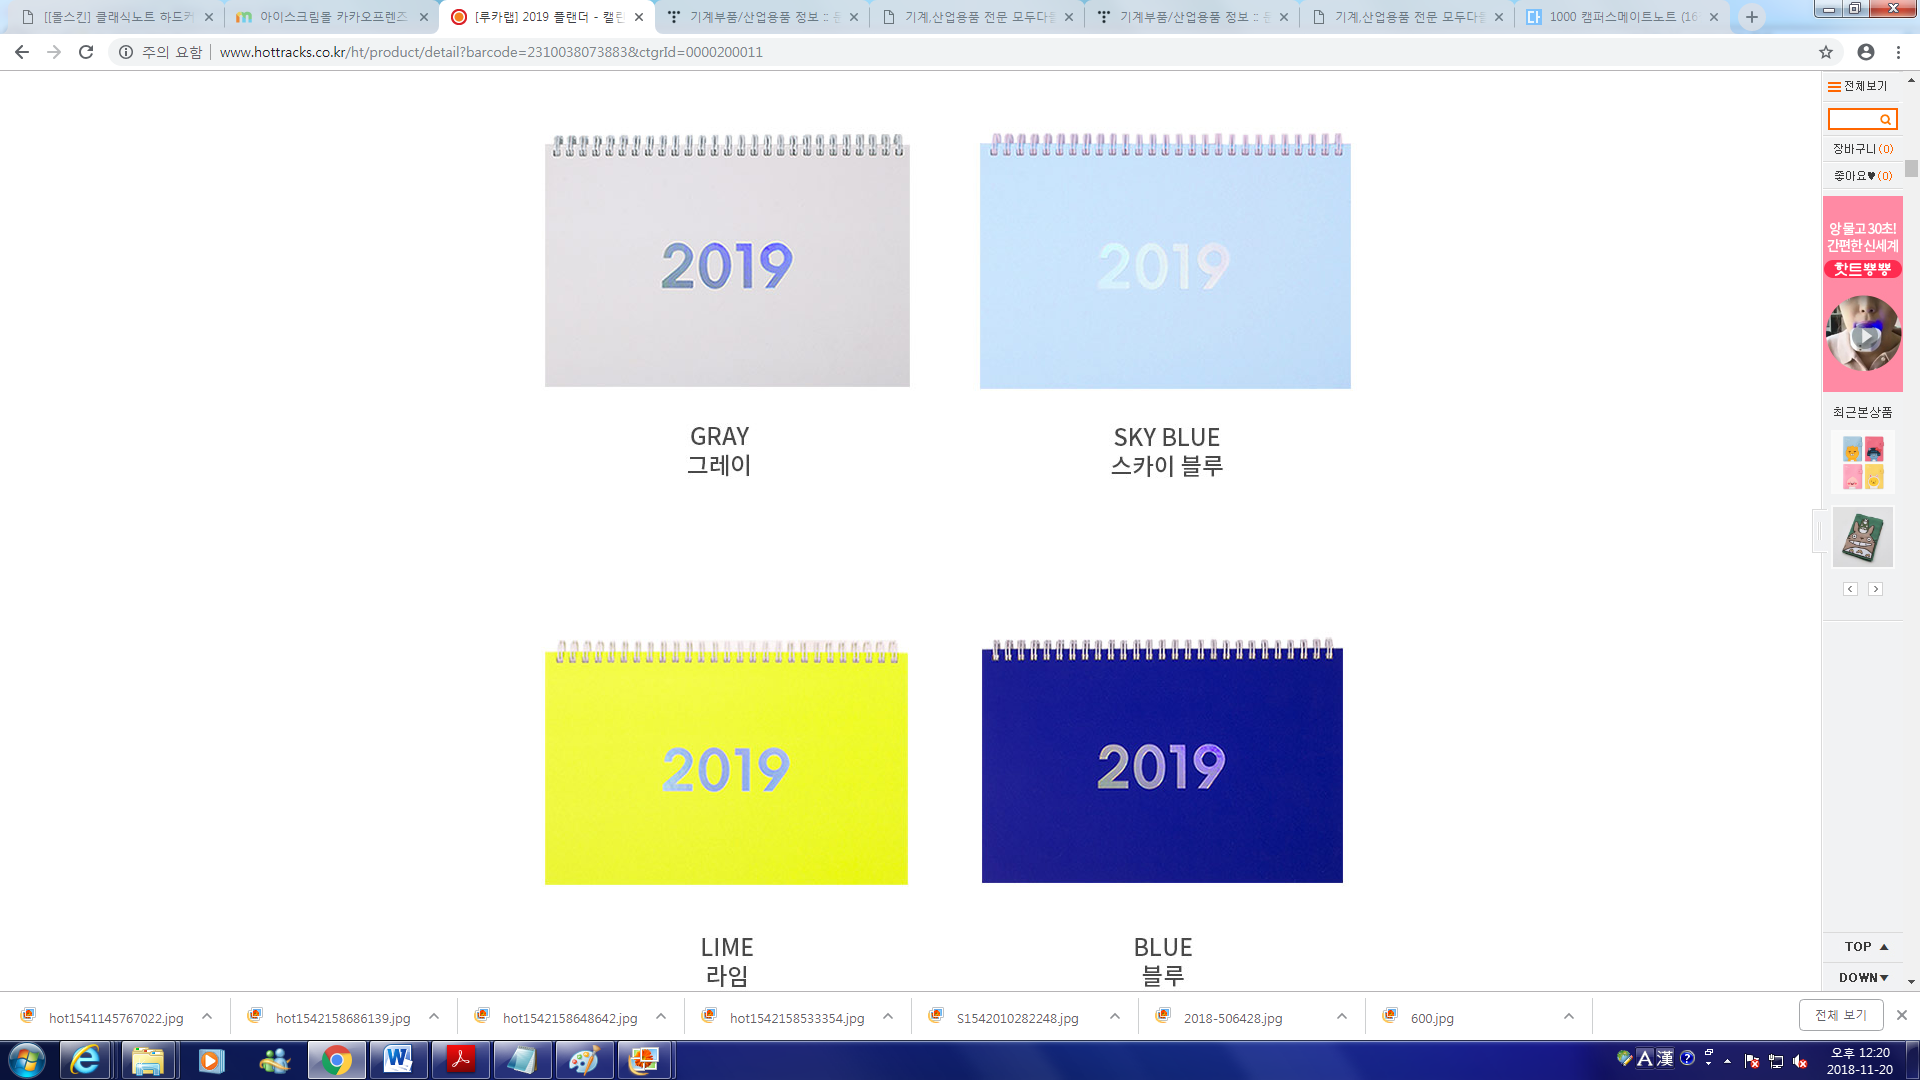 [[몰스킨] 클래식노트 하드커
아이스크림몰 카카오프렌즈
[루카랩] 2019 플랜더 - 캘린
기계부품/산업용품 정보 ::
기계,산업용품 전문 모두다
기계부품/산업용품 정보 ::
기계,산업용품 전문 모두다
1000 캠퍼스메이트노트 (16
주의 요함
www.hottracks.co.kr/ht/product/detail?barcode=2310038073883&ctgrId=0000200011
전체보기
장바구니(0)
좋아요♥(0)
앙 물고 30초!
간편한 신세계
핫트뿅뿅
최근본상품
2019
2019
GRAY
그레이
SKY BLUE
스카이 블루
2019
2019
LIME
라임
BLUE
블루
TOP ▲
DOWN▼
hot1541145767022.jpg
hot1542158686139.jpg
hot1542158648642.jpg
hot1542158533354.jpg
S1542010282248.jpg
2018-506428.jpg
600.jpg
전체 보기
A 漢
오후 12:20
2018-11-20